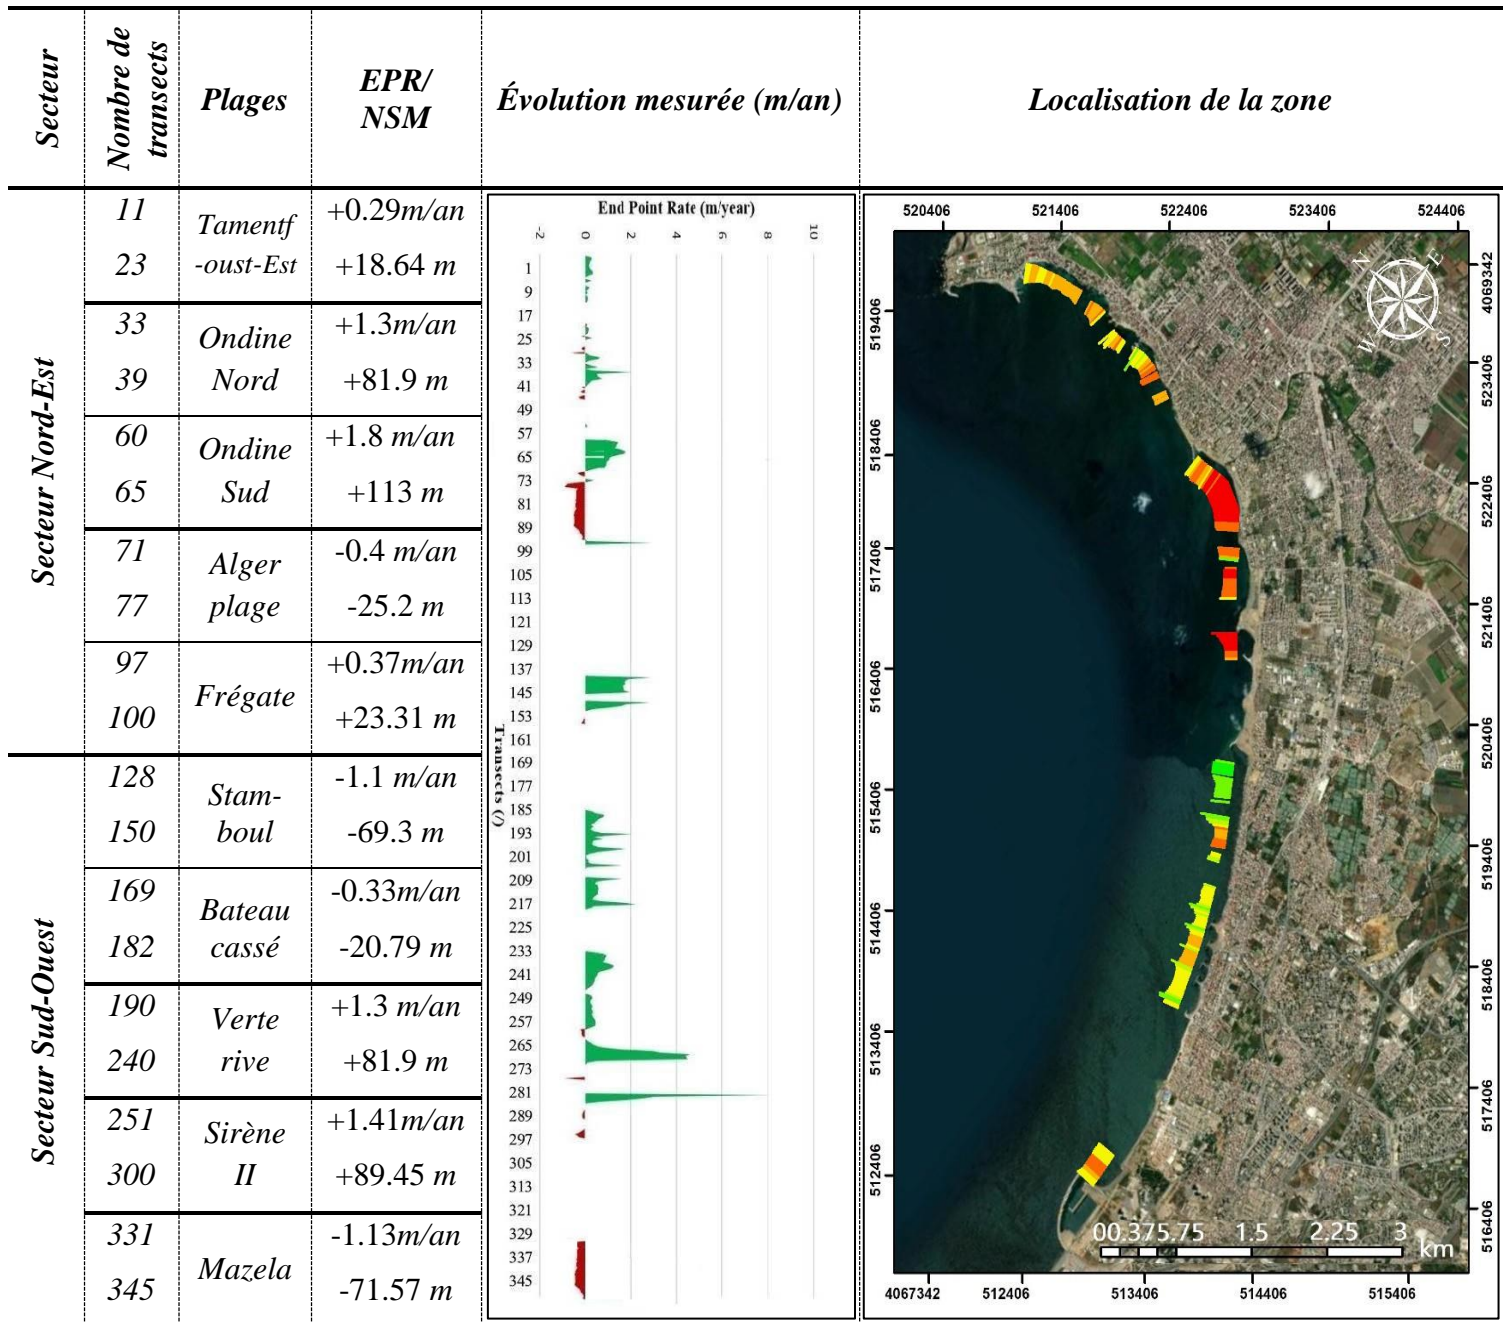 Secteur
Nombre de
transects
Plages
EPR/
NSM
Évolution mesurée (m/an)
Localisation de la zone
Secteur Nord-Est
11
23
Tamentf
-oust-Est
+0.29m/an
+18.64 m
33
39
Ondine
Nord
+1.3m/an
+81.9 m
60
65
Ondine
Sud
+1.8 m/an
+113 m
71
77
Alger
plage
-0.4 m/an
-25.2 m
97
100
Frégate
+0.37m/an
+23.31 m
Secteur Sud-Ouest
128
150
Stam-
boul
-1.1 m/an
-69.3 m
169
182
Bateau
cassé
-0.33m/an
-20.79 m
190
240
Verte
rive
+1.3 m/an
+81.9 m
251
300
Sirène
II
+1.41m/an
+89.45 m
331
345
Mazela
-1.13m/an
-71.57 m
End Point Rate (m/year)
-2 0 2 4 6 8 10
Transects (/)
1
9
17
25
33
41
49
57
65
73
81
89
99
105
113
121
129
137
145
153
161
169
177
185
193
201
209
217
225
233
241
249
257
265
273
281
289
297
305
313
321
329
337
345
520406 521406 522406 523406 524406
519406
518406
517406
516406
515406
514406
513406
512406
4069342
523406
522406
521406
520406
519406
518406
517406
516406
4067342 512406 513406 514406 515406
N E
W S
00.375.75 1.5 2.25 3
km